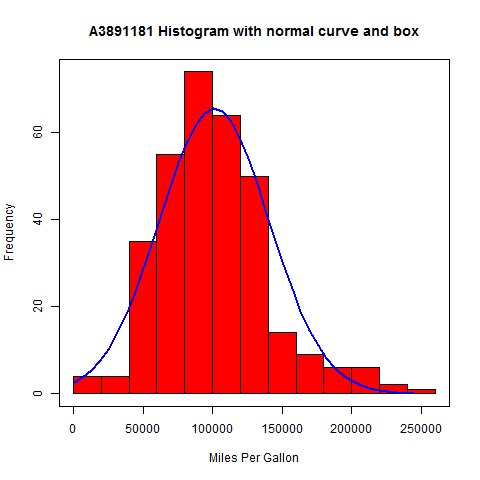 A3891181 Histogram with normal curve and box
Frequency
60
40
20
0
0 50000 100000 150000 200000 250000
Miles Per Gallon